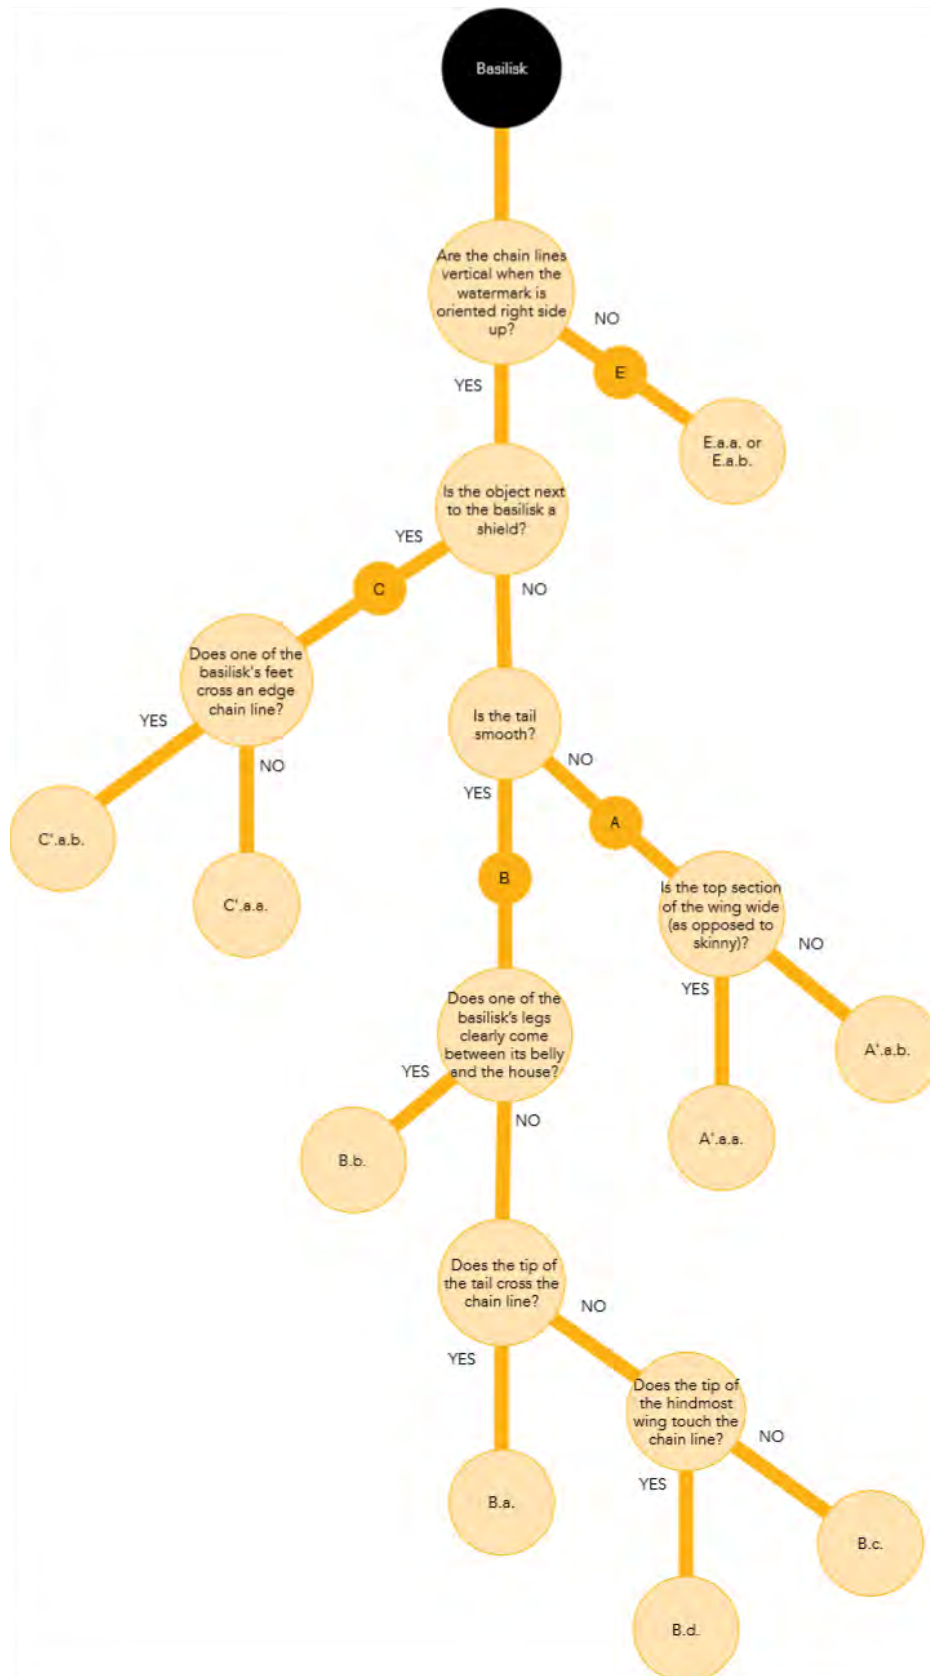 Basilisk
Are the chain lines
vertical when the
watermark is
oriented right side
up?
NO
E
YES
E.a.a. or
E.a.b.
Is the object next
to the basilisk a
shield?
YES
C
NO
Does one of the
basilisk's feet
cross an edge
chain line?
YES
NO
C'.a.b.
C'.a.a.
Is the tail
smooth?
NO
YES
A
B
Is the top section
of the wing wide
(as opposed to
skinny)?
NO
YES
A'.a.b.
A'.a.a.
Does one of the
basilisk's legs
clearly come
between its belly
and the house?
YES
NO
B.b.
Does the tip of
the tail cross the
chain line?
NO
YES
Does the tip of
the hindmost
wing touch the
chain line?
NO
YES
B.a.
B.c.
B.d.